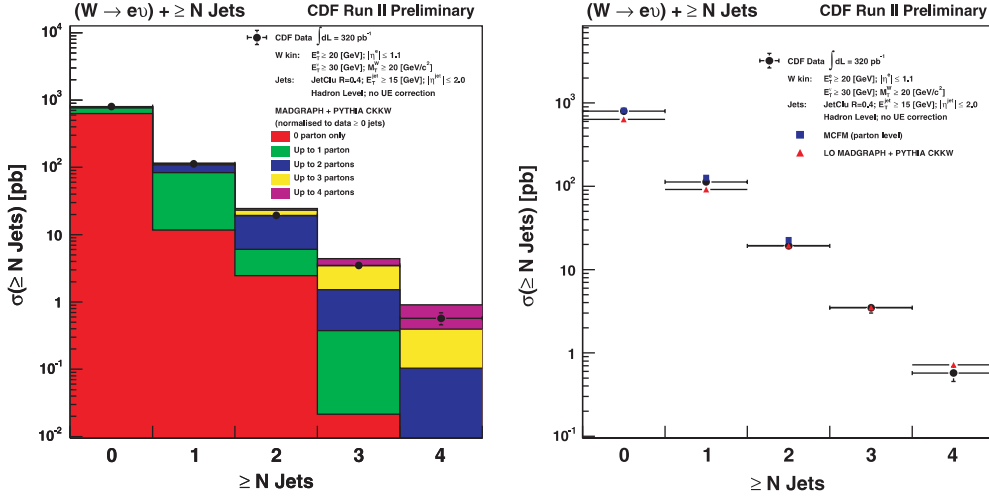 (W → eυ) + ≥ N Jets
CDF Run II Preliminary
CDF Data ∫dL = 320 pb⁻¹
W kin: E_T^e ≥ 20 [GeV]; |η^e| ≤ 1.1
E_T^ν ≥ 30 [GeV]; M_T^W ≥ 20 [GeV/c²]
Jets: JetClu R=0.4; E_T^jet ≥ 15 [GeV]; |η^jet| ≤ 2.0
Hadron Level; no UE correction
MADGRAPH + PYTHIA CKKW
(normalised to data ≥ 0 jets)
0 parton only
Up to 1 parton
Up to 2 partons
Up to 3 partons
Up to 4 partons
σ(≥ N Jets) [pb]
10⁴
10³
10²
10
1
10⁻¹
10⁻²
0 1 2 3 4
≥ N Jets
(W → eυ) + ≥ N Jets
CDF Run II Preliminary
CDF Data ∫dL = 320 pb⁻¹
W kin: E_T^e ≥ 20 [GeV]; |η^e| ≤ 1.1
E_T^ν ≥ 30 [GeV]; M_T^W ≥ 20 [GeV/c²]
Jets: JetClu R=0.4; E_T^jet ≥ 15 [GeV]; |η^jet| ≤ 2.0
Hadron Level; no UE correction
MCFM (parton level)
LO MADGRAPH + PYTHIA CKKW
σ(≥ N Jets) [pb]
10³
10²
10
1
10⁻¹
0 1 2 3 4
≥ N Jets